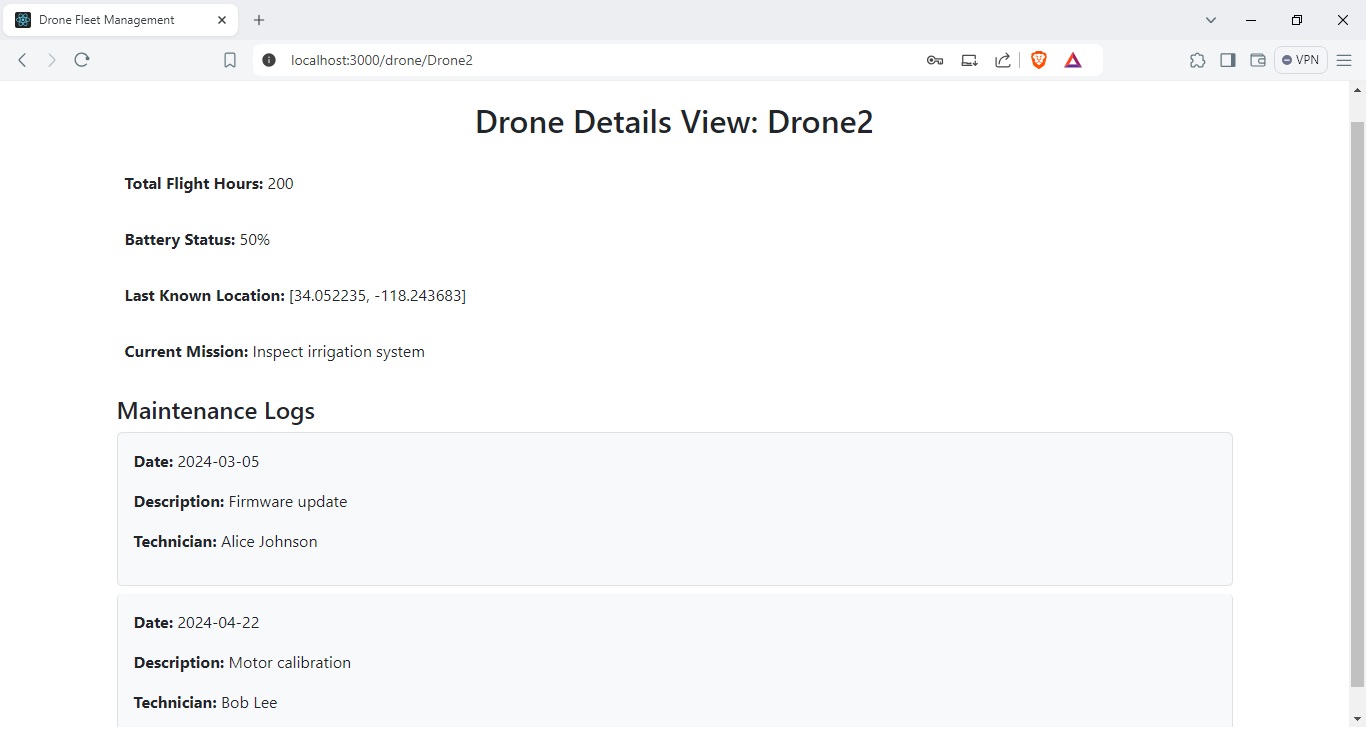 Drone Fleet Management
localhost:3000/drone/Drone2
VPN
Drone Details View: Drone2
Total Flight Hours: 200
Battery Status: 50%
Last Known Location: [34.052235, -118.243683]
Current Mission: Inspect irrigation system
Maintenance Logs
Date: 2024-03-05
Description: Firmware update
Technician: Alice Johnson
Date: 2024-04-22
Description: Motor calibration
Technician: Bob Lee